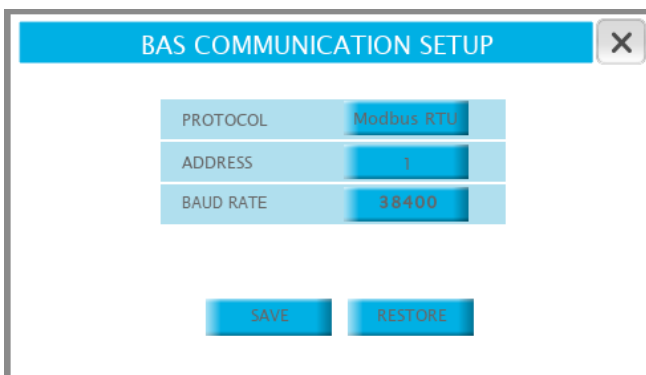 BAS COMMUNICATION SETUP
PROTOCOL Modbus RTU
ADDRESS 1
BAUD RATE 38400
SAVE RESTORE